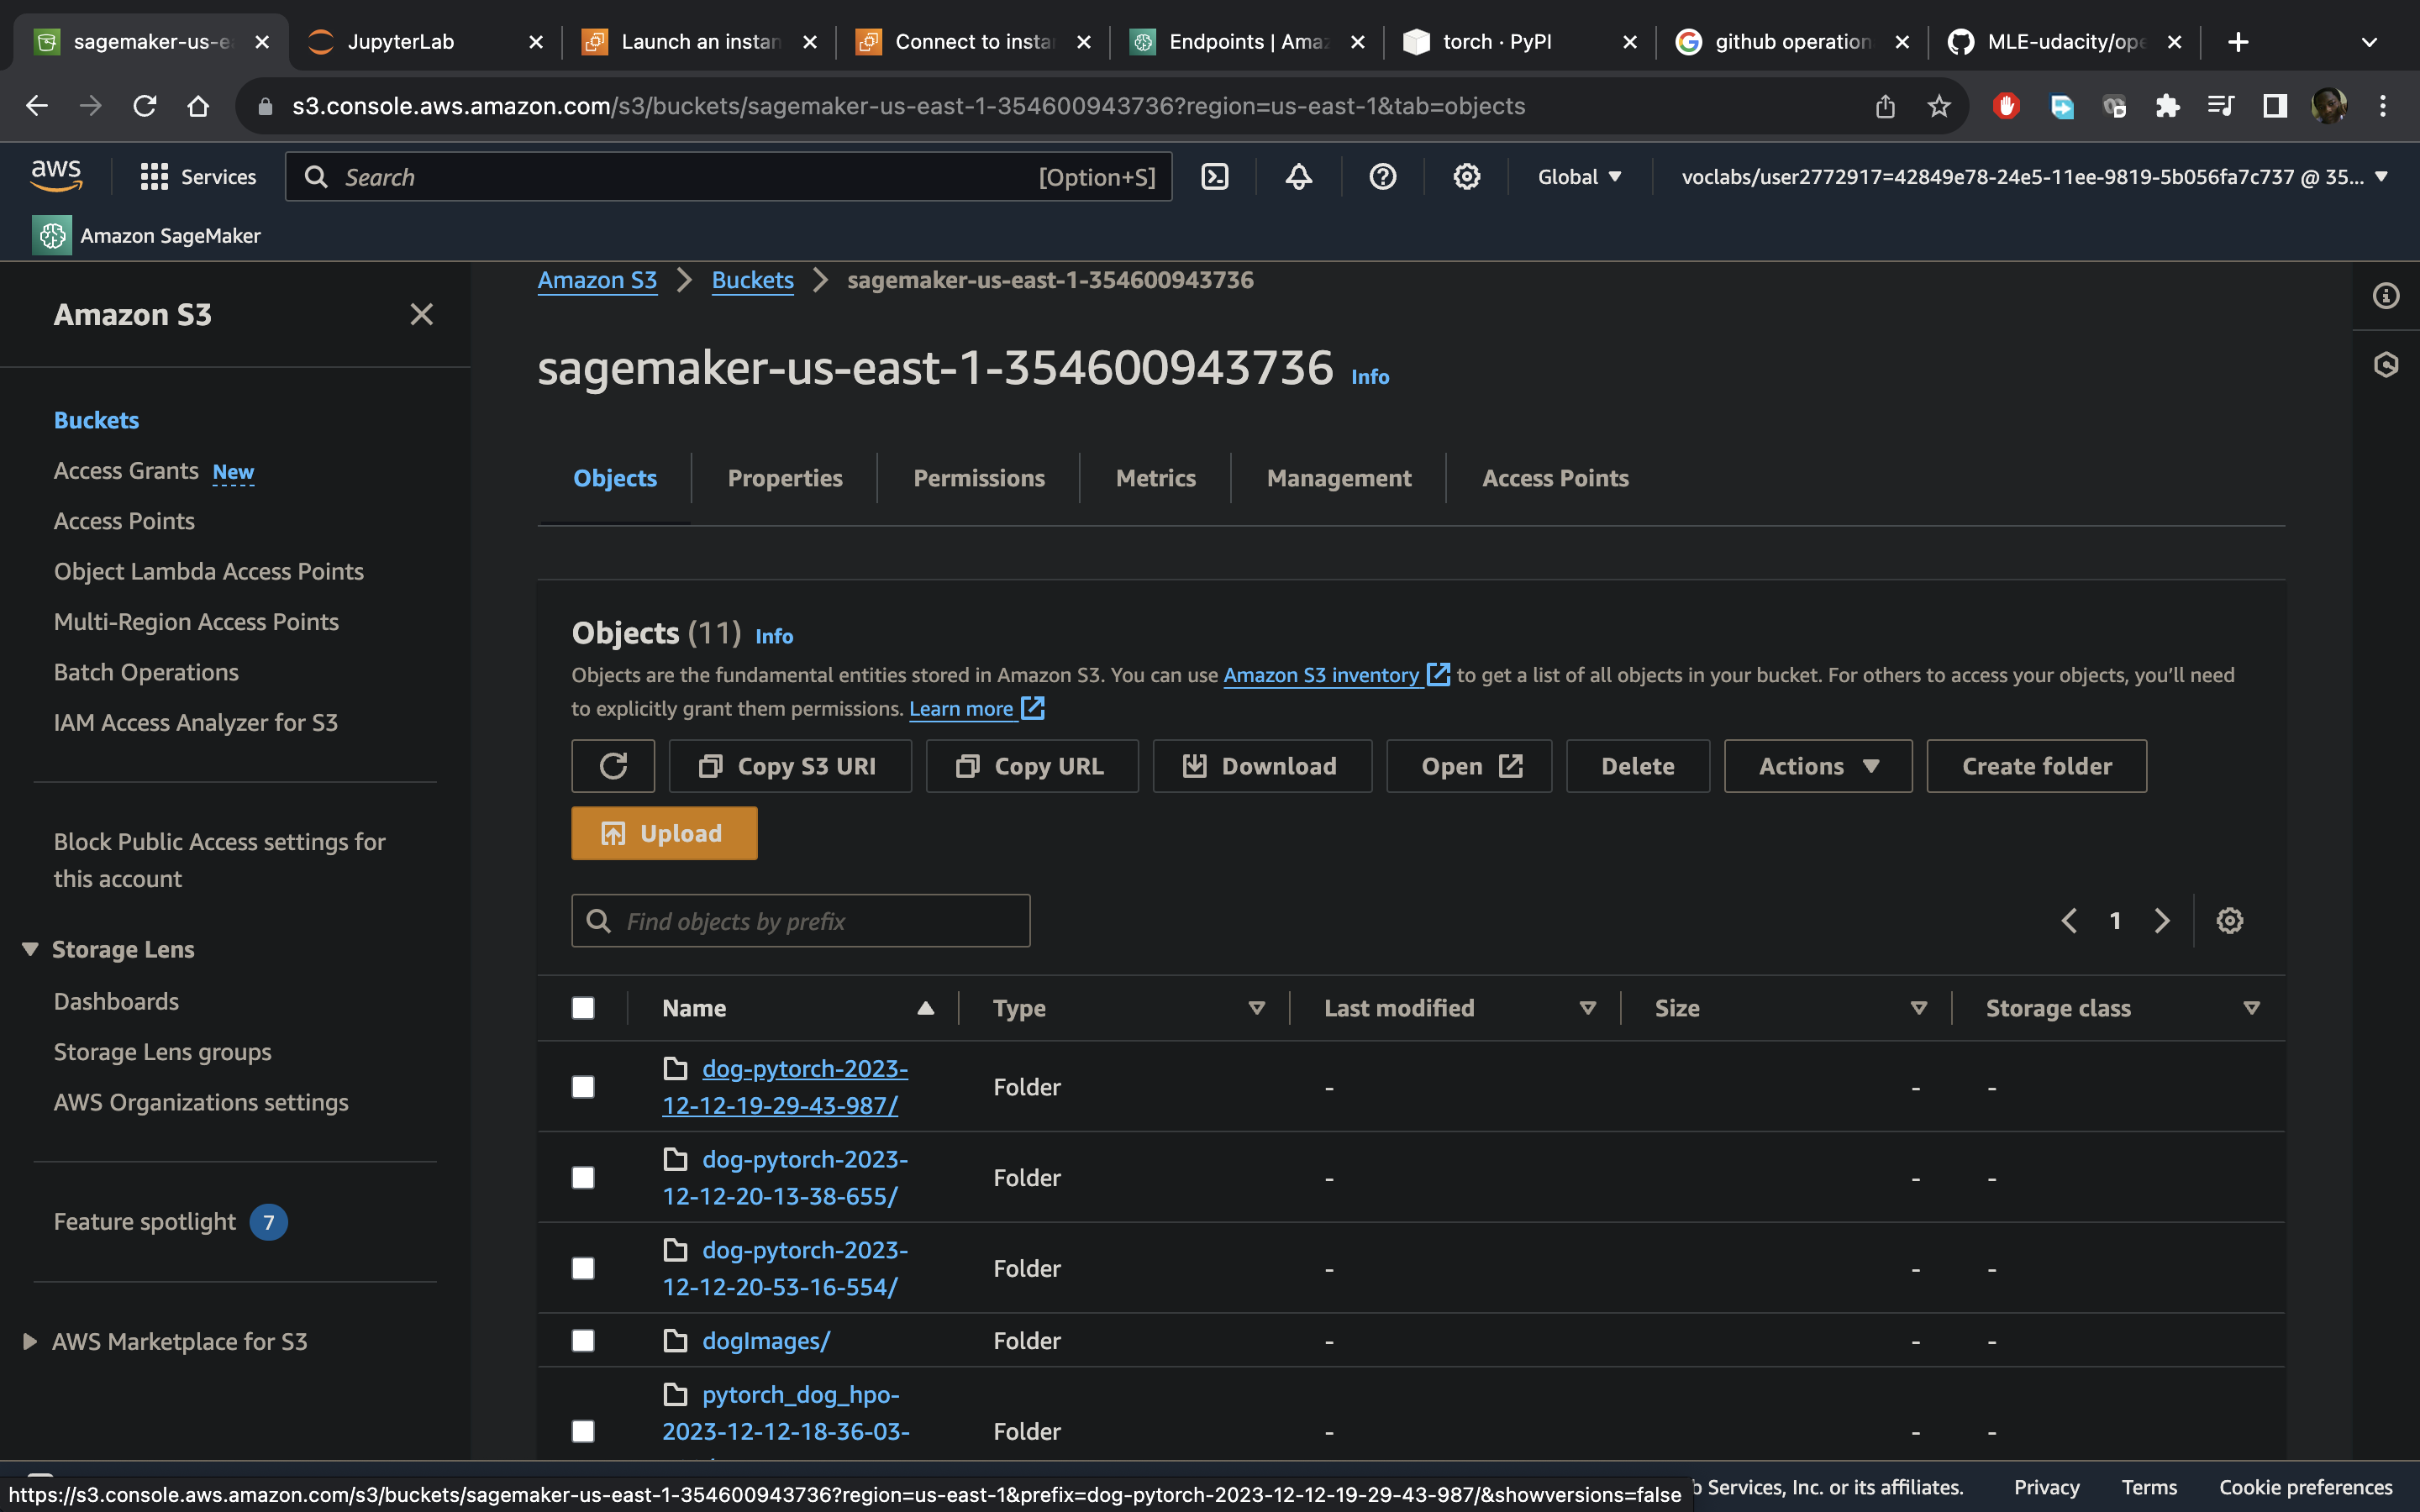 sagemaker-us-e
JupyterLab
Launch an instan
Connect to insta
Endpoints | Ama
torch · PyPI
github operation
MLE-udacity/ope
s3.console.aws.amazon.com/s3/buckets/sagemaker-us-east-1-354600943736?region=us-east-1&tab=objects
aws
Services
Search
[Option+S]
Global
voclabs/user2772917=42849e78-24e5-11ee-9819-5b056fa7c737 @ 35...
Amazon SageMaker
Amazon S3
Buckets
Access Grants New
Access Points
Object Lambda Access Points
Multi-Region Access Points
Batch Operations
IAM Access Analyzer for S3
Block Public Access settings for
this account
Storage Lens
Dashboards
Storage Lens groups
AWS Organizations settings
Feature spotlight 7
AWS Marketplace for S3
Amazon S3 > Buckets > sagemaker-us-east-1-354600943736
sagemaker-us-east-1-354600943736 Info
Objects
Properties
Permissions
Metrics
Management
Access Points
Objects (11) Info
Objects are the fundamental entities stored in Amazon S3. You can use Amazon S3 inventory to get a list of all objects in your bucket. For others to access your objects, you’ll need
to explicitly grant them permissions. Learn more
Copy S3 URI
Copy URL
Download
Open
Delete
Actions
Create folder
Upload
Find objects by prefix
1
Name
Type
Last modified
Size
Storage class
dog-pytorch-2023-
12-12-19-29-43-987/
Folder
-
-
-
dog-pytorch-2023-
12-12-20-13-38-655/
Folder
-
-
-
dog-pytorch-2023-
12-12-20-53-16-554/
Folder
-
-
-
dogImages/
Folder
-
-
-
pytorch_dog_hpo-
2023-12-12-18-36-03-
Folder
-
-
-
https://s3.console.aws.amazon.com/s3/buckets/sagemaker-us-east-1-354600943736?region=us-east-1&prefix=dog-pytorch-2023-12-12-19-29-43-987/&showversions=false
Services, Inc. or its affiliates.
Privacy
Terms
Cookie preferences